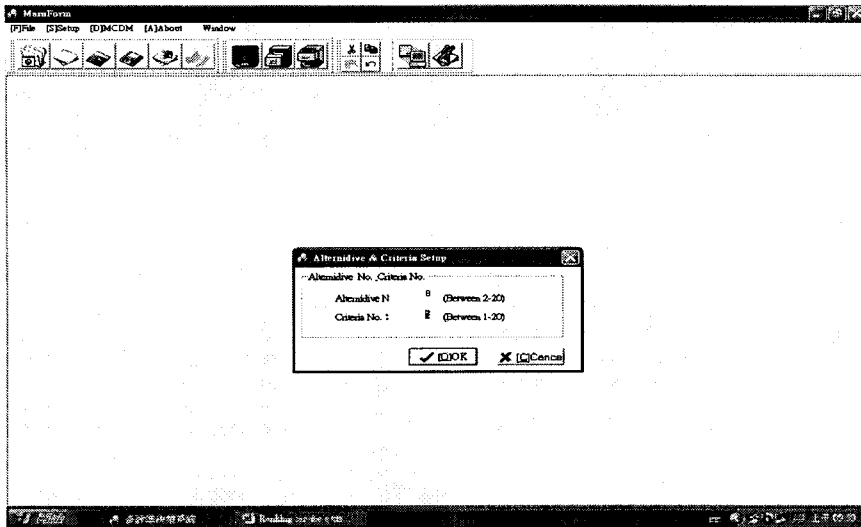 MainForm
[F]File [S]Setup [D]MCDM [A]About Window
Alternidive & Criteria Setup
Alternidive No. ,Criteria No.
Alternidive N 8 (Between 2-20)
Criteria No. : (Between 1-20)
[O]OK [C]Cancel